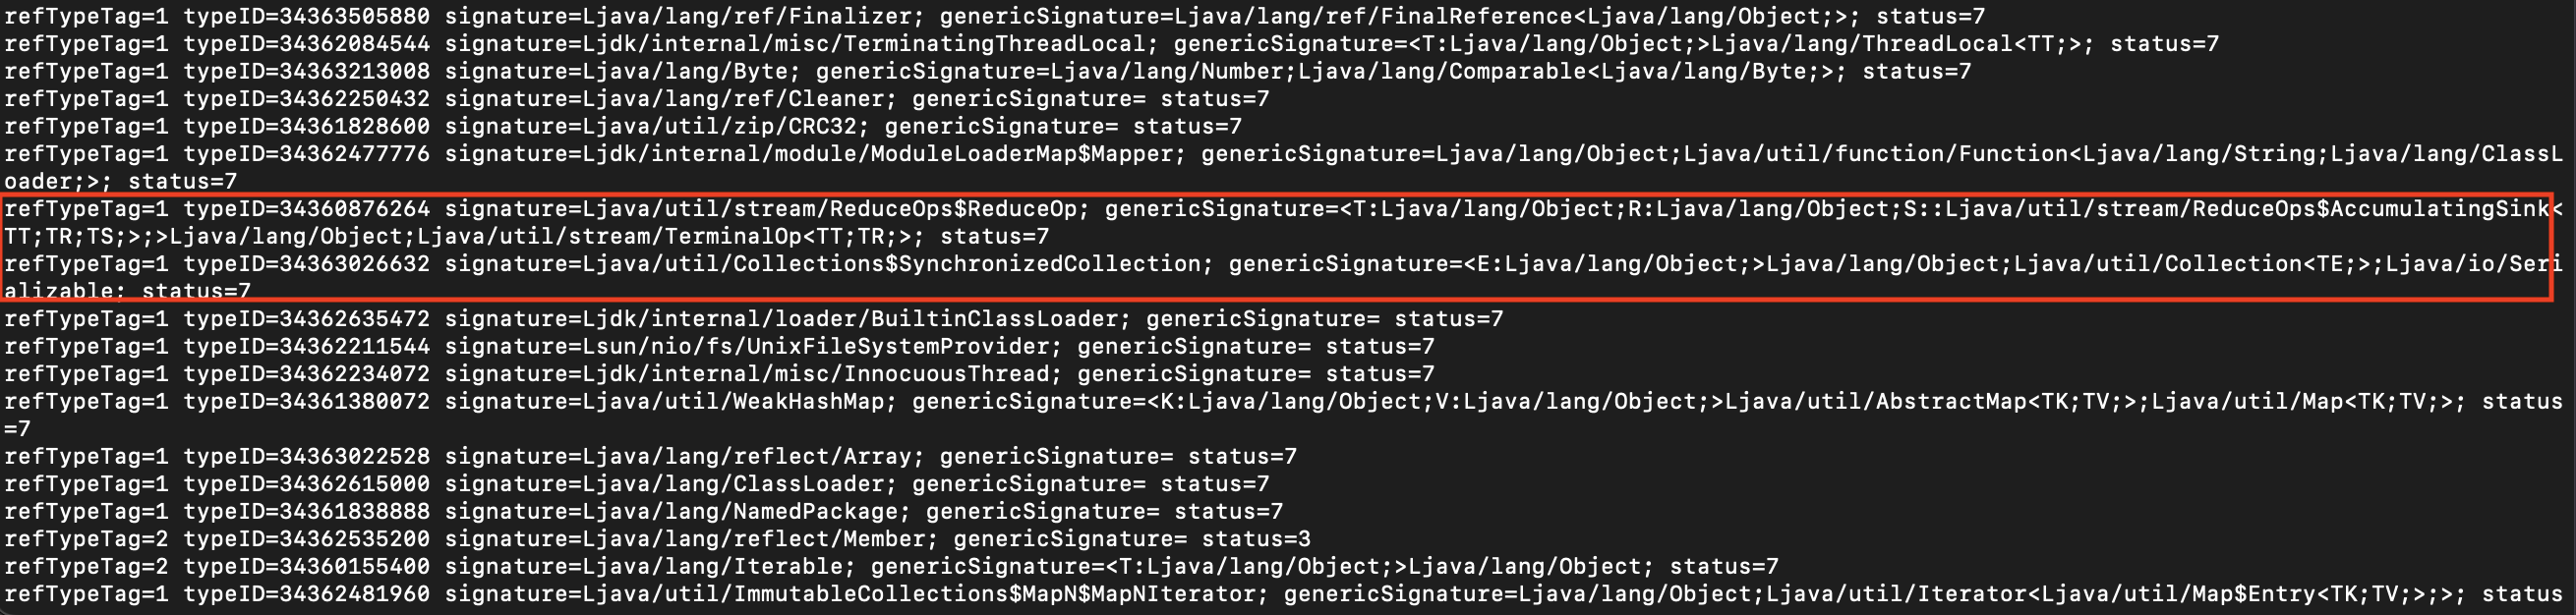 refTypeTag=1 typeID=34363505880 signature=Ljava/lang/ref/Finalizer; genericSignature=Ljava/lang/ref/FinalReference<Ljava/lang/Object;>; status=7
refTypeTag=1 typeID=34362084544 signature=Ljdk/internal/misc/TerminatingThreadLocal; genericSignature=<T:Ljava/lang/Object;>Ljava/lang/ThreadLocal<TT;>; status=7
refTypeTag=1 typeID=34363213008 signature=Ljava/lang/Byte; genericSignature=Ljava/lang/Number;Ljava/lang/Comparable<Ljava/lang/Byte;>; status=7
refTypeTag=1 typeID=34362250432 signature=Ljava/lang/ref/Cleaner; genericSignature= status=7
refTypeTag=1 typeID=34361828600 signature=Ljava/util/zip/CRC32; genericSignature= status=7
refTypeTag=1 typeID=34362477776 signature=Ljdk/internal/module/ModuleLoaderMap$Mapper; genericSignature=Ljava/lang/Object;Ljava/util/function/Function<Ljava/lang/String;Ljava/lang/ClassL
oader;>; status=7
refTypeTag=1 typeID=34360876264 signature=Ljava/util/stream/ReduceOps$ReduceOp; genericSignature=<T:Ljava/lang/Object;R:Ljava/lang/Object;S::Ljava/util/stream/ReduceOps$AccumulatingSink<
TT;TR;TS;>;>Ljava/lang/Object;Ljava/util/stream/TerminalOp<TT;TR;>; status=7
refTypeTag=1 typeID=34363026632 signature=Ljava/util/Collections$SynchronizedCollection; genericSignature=<E:Ljava/lang/Object;>Ljava/lang/Object;Ljava/util/Collection<TE;>;Ljava/io/Seri
alizable; status=7
refTypeTag=1 typeID=34362635472 signature=Ljdk/internal/loader/BuiltinClassLoader; genericSignature= status=7
refTypeTag=1 typeID=34362211544 signature=Lsun/nio/fs/UnixFileSystemProvider; genericSignature= status=7
refTypeTag=1 typeID=34362234072 signature=Ljdk/internal/misc/InnocuousThread; genericSignature= status=7
refTypeTag=1 typeID=34361380072 signature=Ljava/util/WeakHashMap; genericSignature=<K:Ljava/lang/Object;V:Ljava/lang/Object;>Ljava/util/AbstractMap<TK;TV;>;Ljava/util/Map<TK;TV;>; status
=7
refTypeTag=1 typeID=34363022528 signature=Ljava/lang/reflect/Array; genericSignature= status=7
refTypeTag=1 typeID=34362615000 signature=Ljava/lang/ClassLoader; genericSignature= status=7
refTypeTag=1 typeID=34361838888 signature=Ljava/lang/NamedPackage; genericSignature= status=7
refTypeTag=2 typeID=34362535200 signature=Ljava/lang/reflect/Member; genericSignature= status=3
refTypeTag=2 typeID=34360155400 signature=Ljava/lang/Iterable; genericSignature=<T:Ljava/lang/Object;>Ljava/lang/Object; status=7
refTypeTag=1 typeID=34362481960 signature=Ljava/util/ImmutableCollections$MapN$MapNIterator; genericSignature=Ljava/lang/Object;Ljava/util/Iterator<Ljava/util/Map$Entry<TK;TV;>;>; status